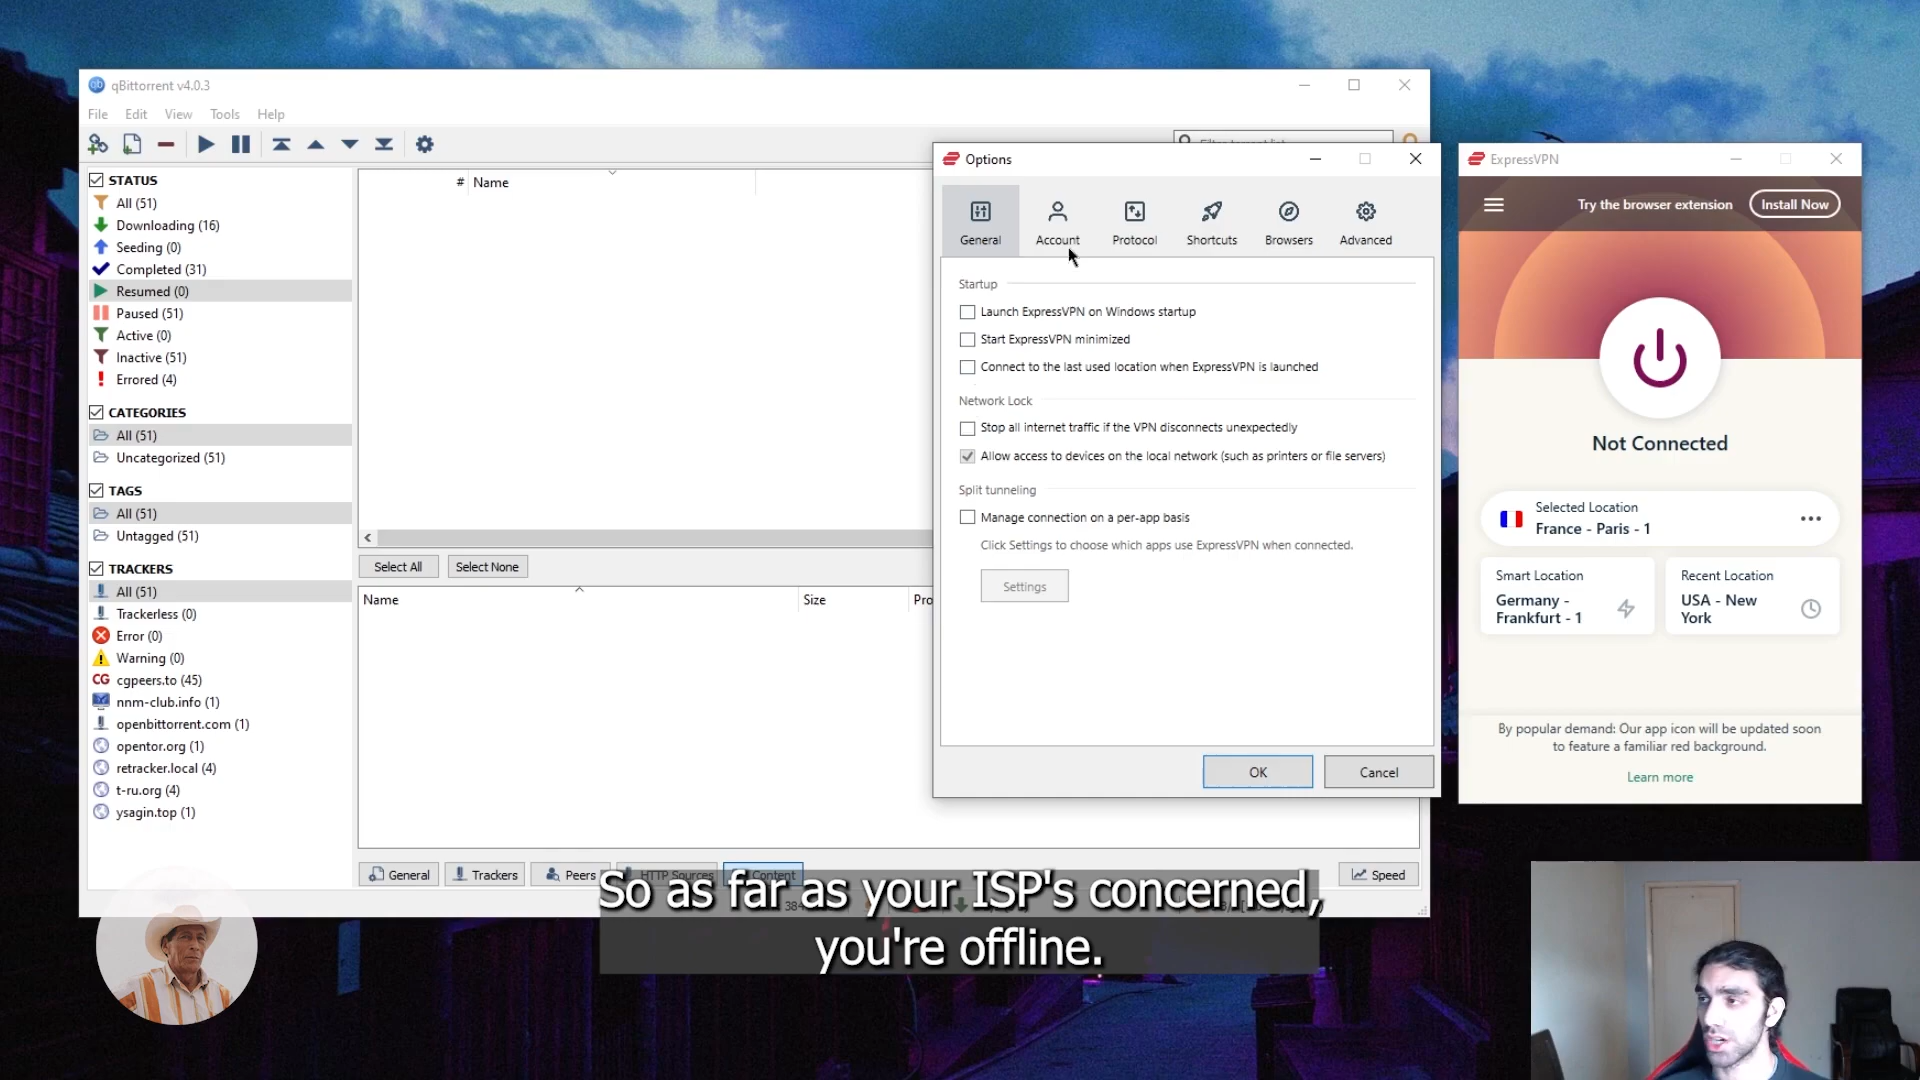 qBittorrent v4.0.3
File Edit View Tools Help
STATUS
All (51)
Downloading (16)
Seeding (0)
Completed (31)
Resumed (0)
Paused (51)
Active (0)
Inactive (51)
Errored (4)
CATEGORIES
All (51)
Uncategorized (51)
TAGS
All (51)
Untagged (51)
TRACKERS
All (51)
Trackerless (0)
Error (0)
Warning (0)
CG cgpeers.to (45)
nnm-club.info (1)
openbittorrent.com (1)
opentor.org (1)
retracker.local (4)
t-ru.org (4)
ysagin.top (1)
# Name
Select All Select None
Name Size Pro
General Trackers Peers HTTP Sources Content Speed
Options
General Account Protocol Shortcuts Browsers Advanced
Startup
Launch ExpressVPN on Windows startup
Start ExpressVPN minimized
Connect to the last used location when ExpressVPN is launched
Network Lock
Stop all internet traffic if the VPN disconnects unexpectedly
Allow access to devices on the local network (such as printers or file servers)
Split tunneling
Manage connection on a per-app basis
Click Settings to choose which apps use ExpressVPN when connected.
Settings
OK Cancel
ExpressVPN
Try the browser extension Install Now
Not Connected
Selected Location
France - Paris - 1
Smart Location
Germany -
Frankfurt - 1
Recent Location
USA - New
York
By popular demand: Our app icon will be updated soon
to feature a familiar red background.
Learn more
So as far as your ISP's concerned,
you're offline.